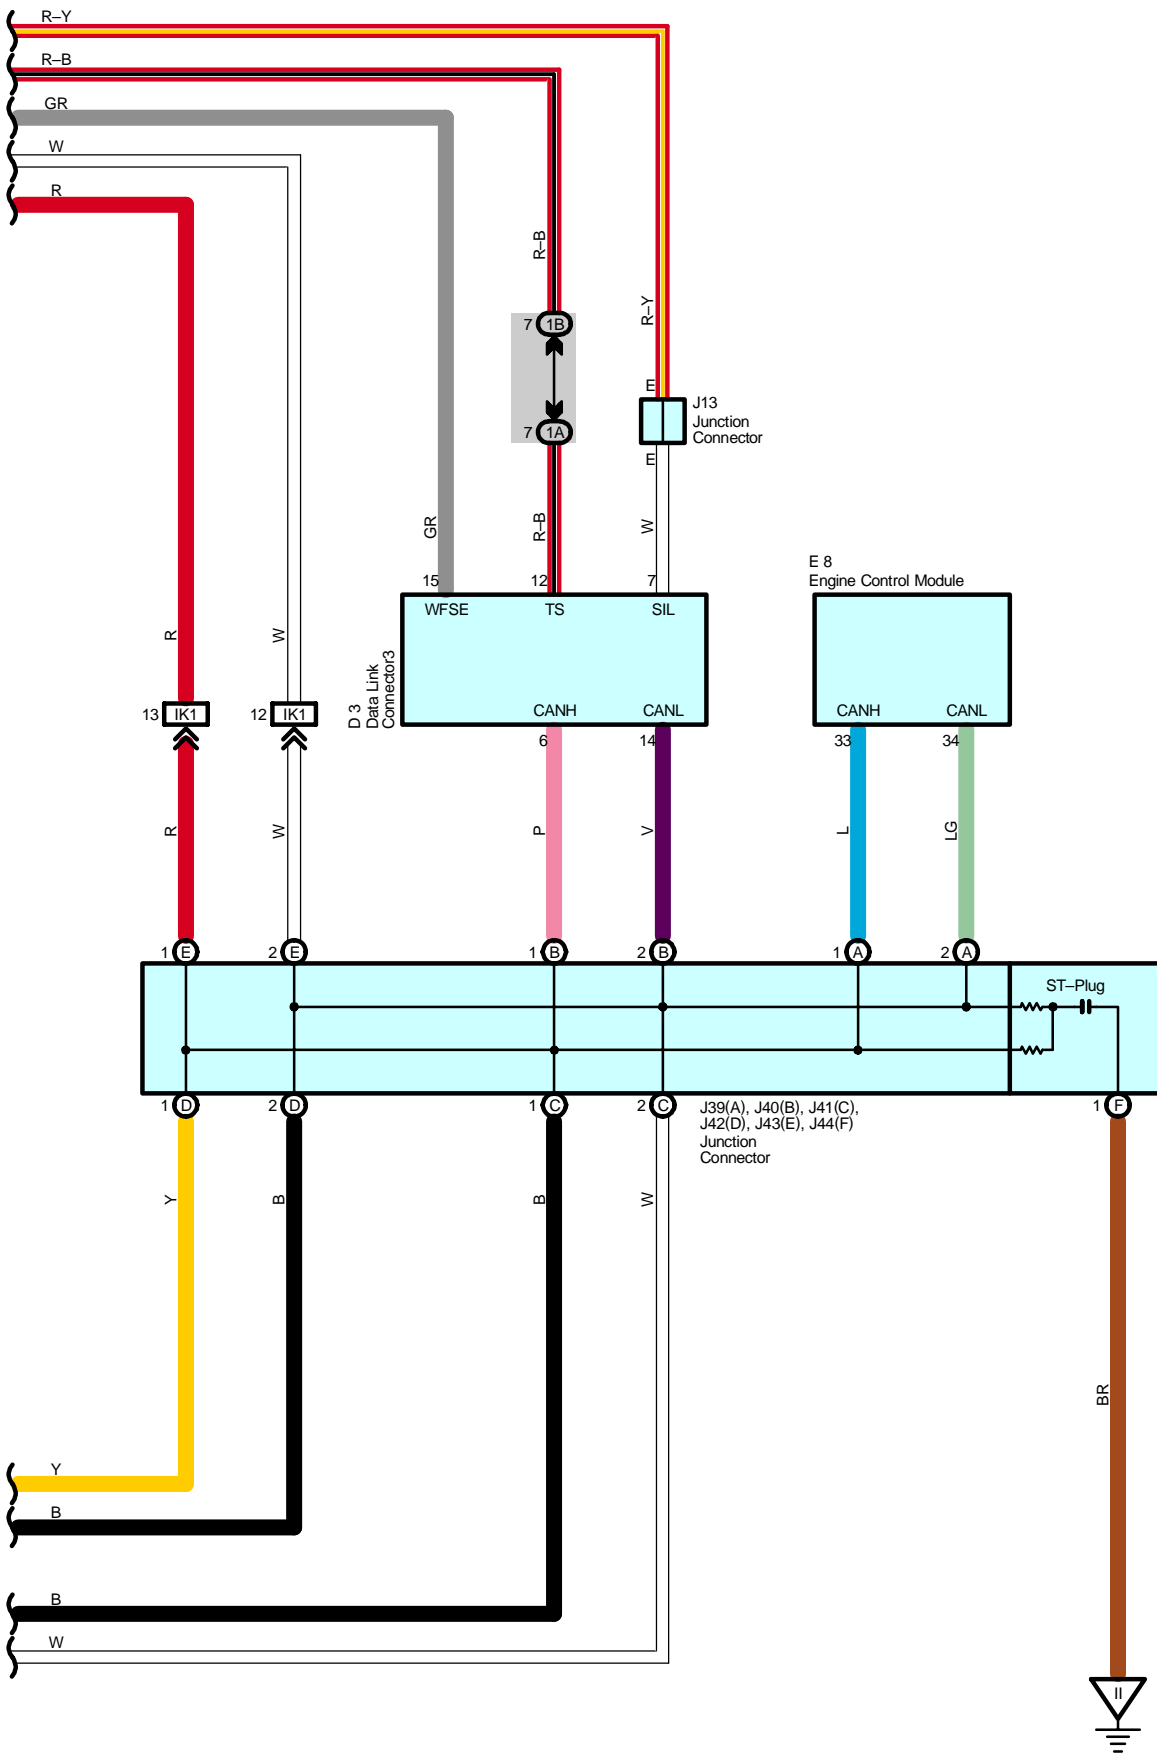 R–Y
R–B
GR
W
R
R–B
R–Y
7 1B
E
J13
Junction
Connector
7 1A
E
GR
R–B
W
E 8
Engine Control Module
15
12
7
WFSE
TS
SIL
R
W
D 3
Data Link
Connector3
13 IK1
12 IK1
CANH
CANL
CANH
CANL
6
14
33
34
R
W
P
V
L
LG
1 E
2 E
1 B
2 B
1 A
2 A
ST–Plug
1 D
2 D
1 C
2 C
J39(A), J40(B), J41(C),
J42(D), J43(E), J44(F)
Junction
Connector
1 F
Y
B
B
W
BR
Y
B
B
W
II